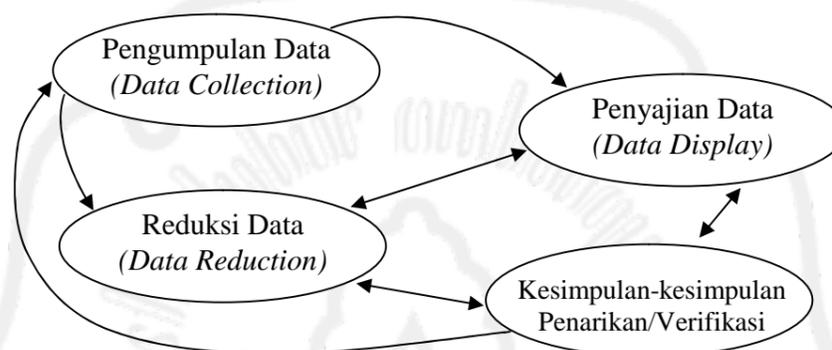 Pengumpulan Data
(Data Collection)
Penyajian Data
(Data Display)
Reduksi Data
(Data Reduction)
Kesimpulan-kesimpulan
Penarikan/Verifikasi